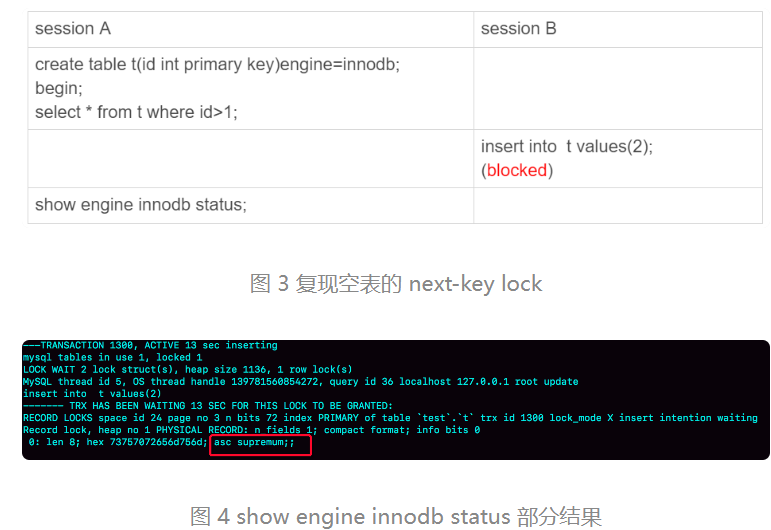 session A
session B
create table t(id int primary key)engine=innodb;
begin;
select * from t where id>1;
insert into  t values(2);
(blocked)
show engine innodb status;
图 3 复现空表的 next-key lock
---TRANSACTION 1300, ACTIVE 13 sec inserting
mysql tables in use 1, locked 1
LOCK WAIT 2 lock struct(s), heap size 1136, 1 row lock(s)
MySQL thread id 5, OS thread handle 139781560854272, query id 36 localhost 127.0.0.1 root update
insert into  t values(2)
------- TRX HAS BEEN WAITING 13 SEC FOR THIS LOCK TO BE GRANTED:
RECORD LOCKS space id 24 page no 3 n bits 72 index PRIMARY of table `test`.`t` trx id 1300 lock_mode X insert intention waiting
Record lock, heap no 1 PHYSICAL RECORD: n_fields 1; compact format; info bits 0
0: len 8; hex 73757072656d756d; asc supremum;;
图 4 show engine innodb status 部分结果